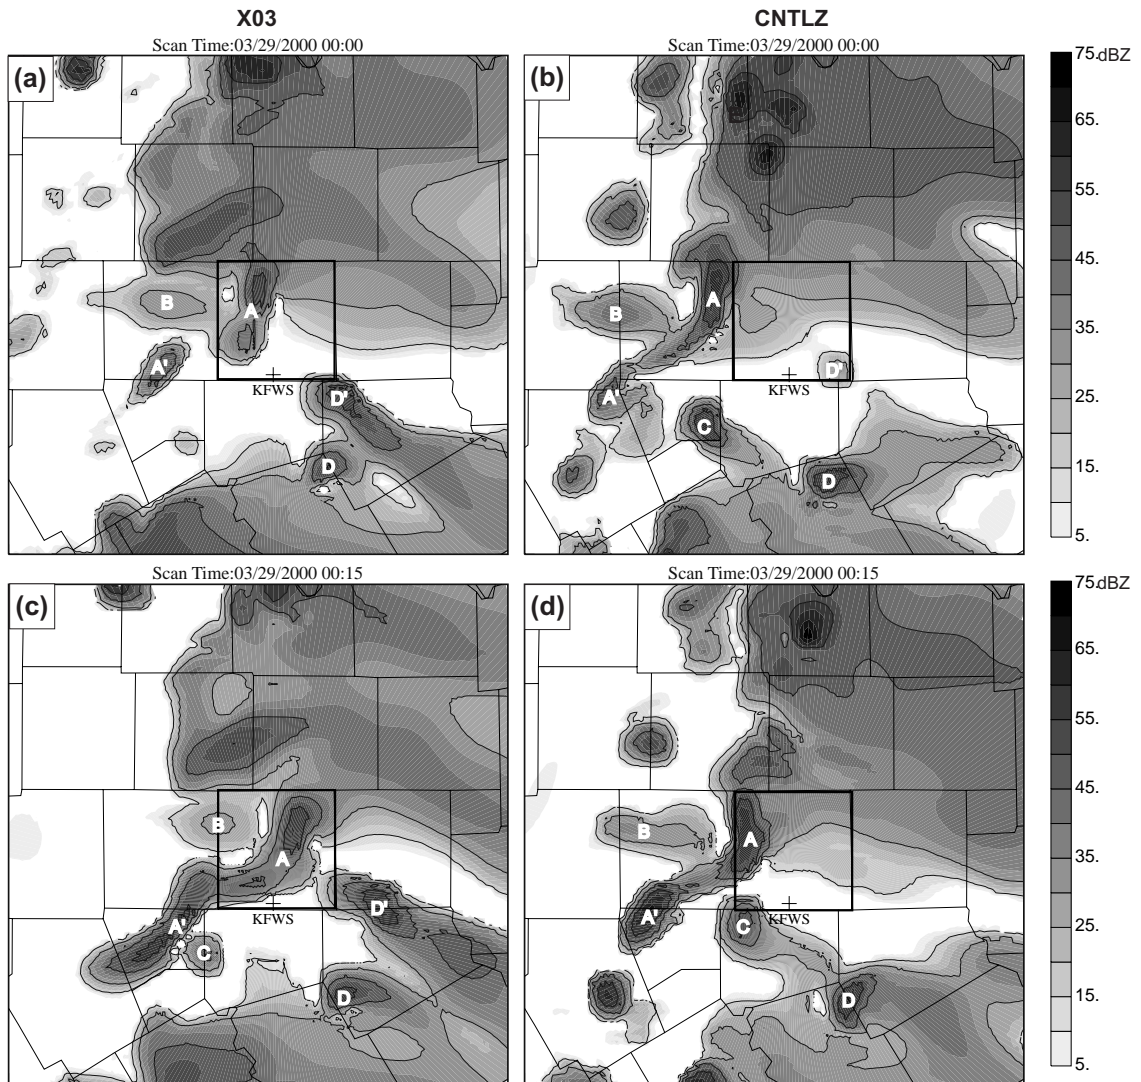 X03
CNTLZ
Scan Time:03/29/2000 00:00
Scan Time:03/29/2000 00:00
(a)
B
A
A'
KFWS
D'
D
(b)
A
B
A'
D'
KFWS
C
D
75.dBZ
65.
55.
45.
35.
25.
15.
5.
Scan Time:03/29/2000 00:15
Scan Time:03/29/2000 00:15
(c)
B
A
KFWS
D'
A'
C
D
(d)
B
A
A'
KFWS
C
D
75.dBZ
65.
55.
45.
35.
25.
15.
5.